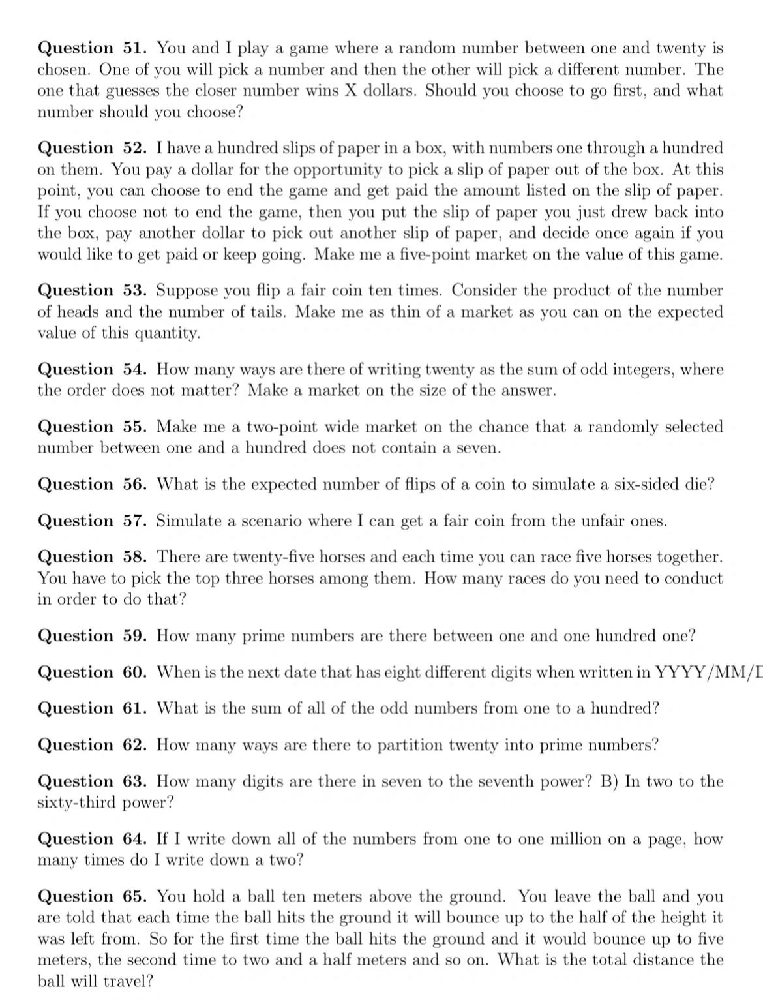 Question 51. You and I play a game where a random number between one and twenty is
chosen. One of you will pick a number and then the other will pick a different number. The
one that guesses the closer number wins X dollars. Should you choose to go first, and what
number should you choose?
Question 52. I have a hundred slips of paper in a box, with numbers one through a hundred
on them. You pay a dollar for the opportunity to pick a slip of paper out of the box. At this
point, you can choose to end the game and get paid the amount listed on the slip of paper.
If you choose not to end the game, then you put the slip of paper you just drew back into
the box, pay another dollar to pick out another slip of paper, and decide once again if you
would like to get paid or keep going. Make me a five-point market on the value of this game.
Question 53. Suppose you flip a fair coin ten times. Consider the product of the number
of heads and the number of tails. Make me as thin of a market as you can on the expected
value of this quantity.
Question 54. How many ways are there of writing twenty as the sum of odd integers, where
the order does not matter? Make a market on the size of the answer.
Question 55. Make me a two-point wide market on the chance that a randomly selected
number between one and a hundred does not contain a seven.
Question 56. What is the expected number of flips of a coin to simulate a six-sided die?
Question 57. Simulate a scenario where I can get a fair coin from the unfair ones.
Question 58. There are twenty-five horses and each time you can race five horses together.
You have to pick the top three horses among them. How many races do you need to conduct
in order to do that?
Question 59. How many prime numbers are there between one and one hundred one?
Question 60. When is the next date that has eight different digits when written in YYYY/MM/
Question 61. What is the sum of all of the odd numbers from one to a hundred?
Question 62. How many ways are there to partition twenty into prime numbers?
Question 63. How many digits are there in seven to the seventh power? B) In two to the
sixty-third power?
Question 64. If I write down all of the numbers from one to one million on a page, how
many times do I write down a two?
Question 65. You hold a ball ten meters above the ground. You leave the ball and you
are told that each time the ball hits the ground it will bounce up to the half of the height it
was left from. So for the first time the ball hits the ground and it would bounce up to five
meters, the second time to two and a half meters and so on. What is the total distance the
ball will travel?